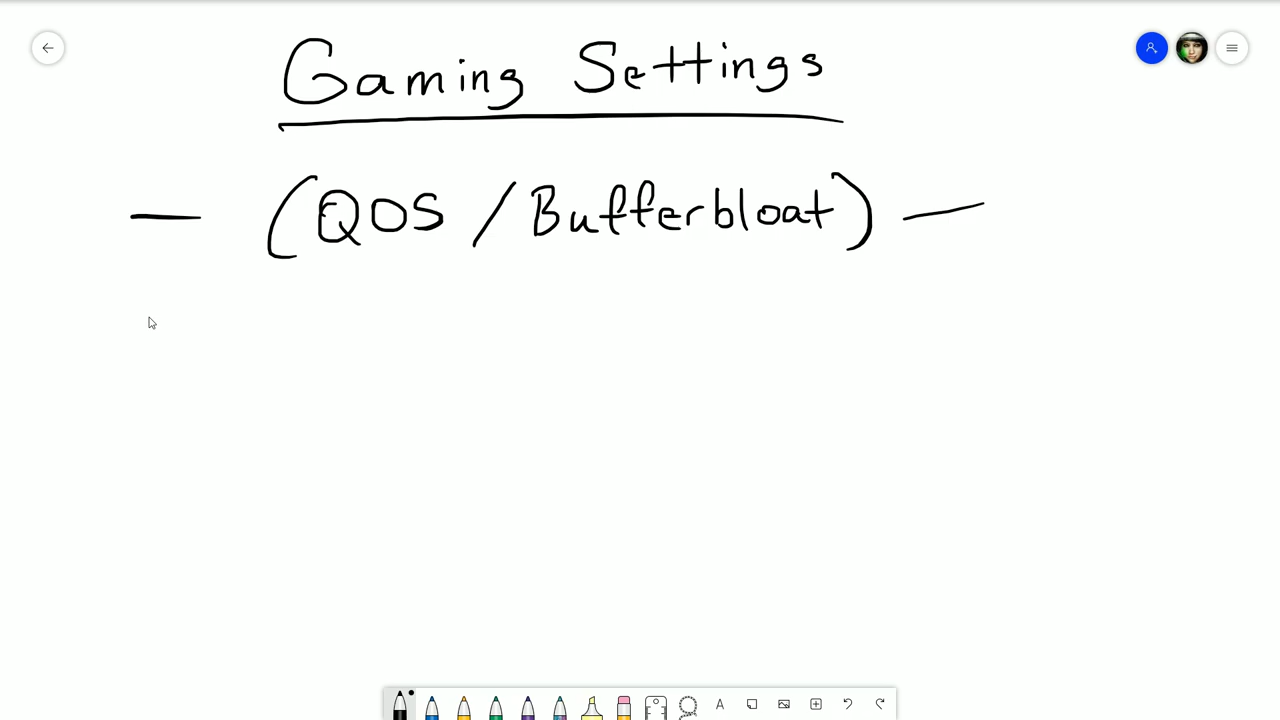 Gaming Settings
— (QOS / Bufferbloat) —
A